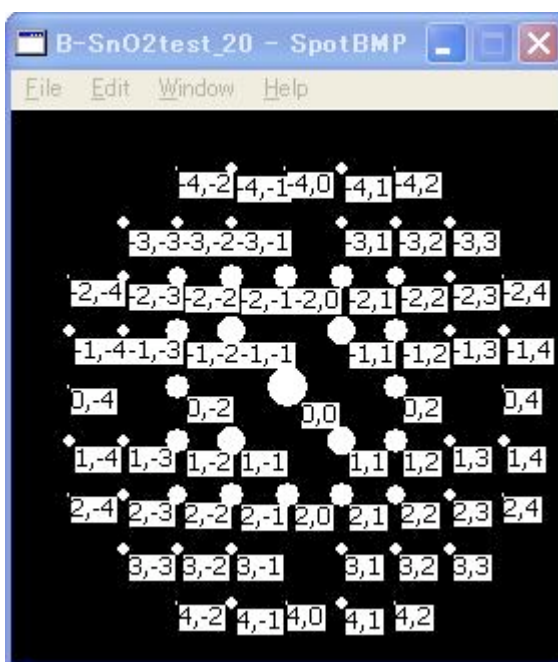 B-SnO2test_20 - SpotBMP
File Edit Window Help
-4,-2 -4,-1 -4,0 -4,1 -4,2
-3,-3 -3,-2 -3,-1 -3,1 -3,2 -3,3
-2,-4 -2,-3 -2,-2 -2,-1 -2,0 -2,1 -2,2 -2,3 -2,4
-1,-4 -1,-3 -1,-2 -1,-1 -1,1 -1,2 -1,3 -1,4
0,-4 0,-2 0,0 0,2 0,4
1,-4 1,-3 1,-2 1,-1 1,1 1,2 1,3 1,4
2,-4 2,-3 2,-2 2,-1 2,0 2,1 2,2 2,3 2,4
3,-3 3,-2 3,-1 3,1 3,2 3,3
4,-2 4,-1 4,0 4,1 4,2